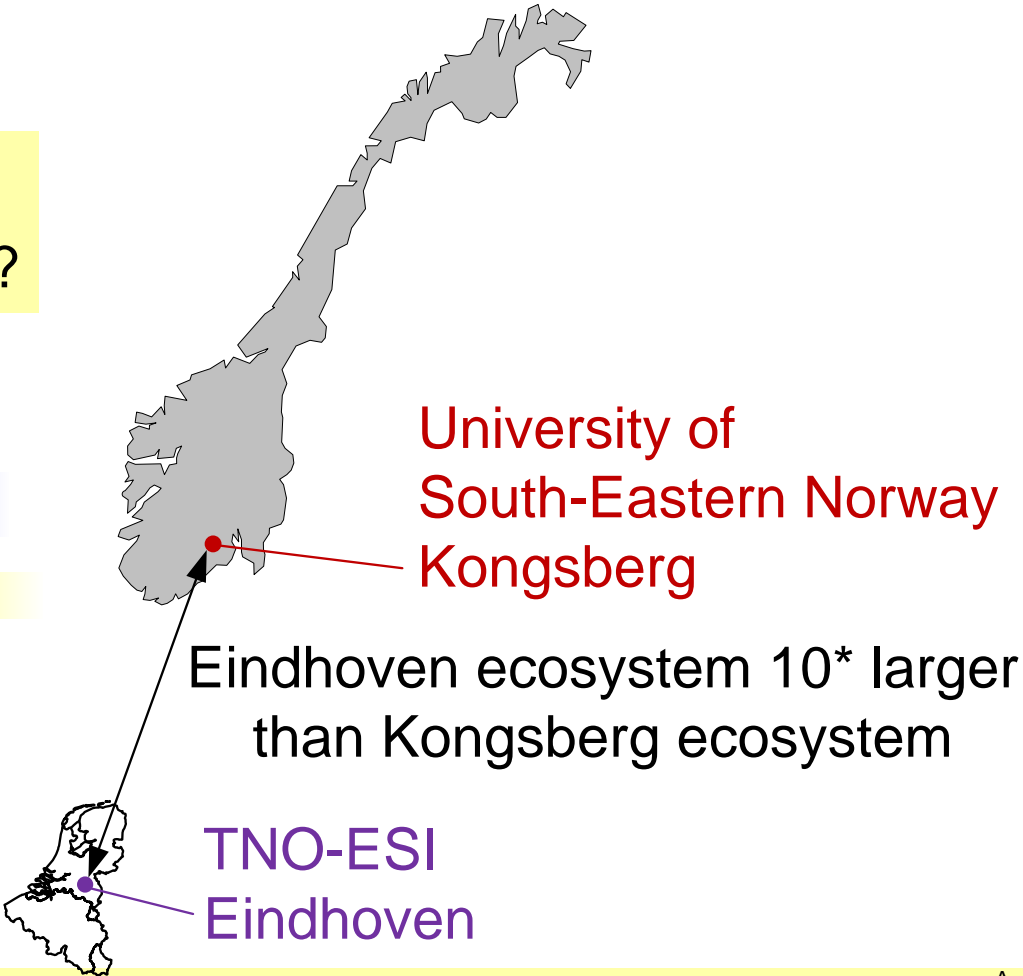 ?
University of
South-Eastern Norway
Kongsberg
Eindhoven ecosystem 10* larger
than Kongsberg ecosystem
TNO-ESI
Eindhoven